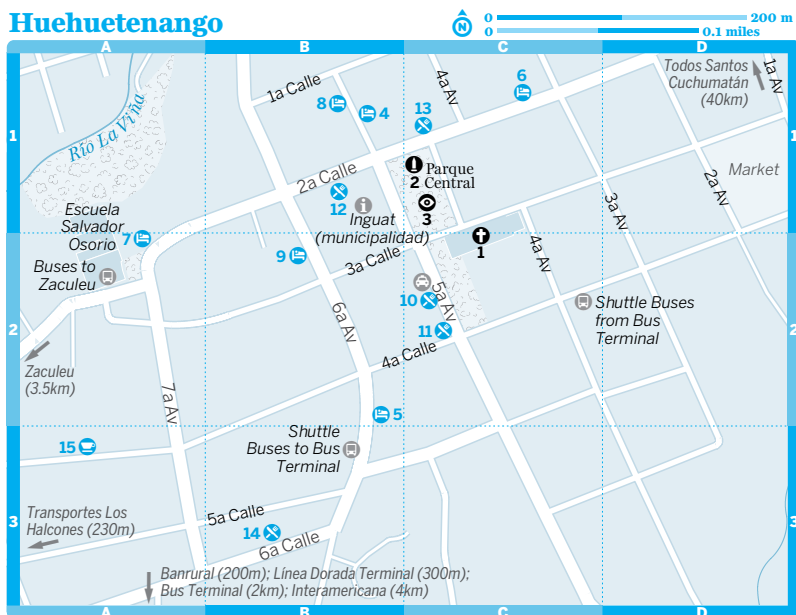 Huehuetenango
N
0 200 m
0 0.1 miles
A B C D
1 1
2 2
3 3
A B C D
Río La Viña
1a Calle
4a Av
6
Todos Santos
Cuchumatán
(40km)
1a Av
8
4
13
2a Calle
2
Parque
Central
Market
12
Inguat
(municipalidad)
3
3a Av
2a Av
Escuela
Salvador
Osorio
7
9
3a Calle
1
4a Av
Buses to
Zaculeu
6a Av
10
5a Av
Shuttle Buses
from Bus
Terminal
11
4a Calle
Zaculeu
(3.5km)
7a Av
5
15
Shuttle
Buses to Bus
Terminal
Transportes Los
Halcones (230m)
5a Calle
14
6a Calle
Banrural (200m); Línea Dorada Terminal (300m);
Bus Terminal (2km); Interamericana (4km)